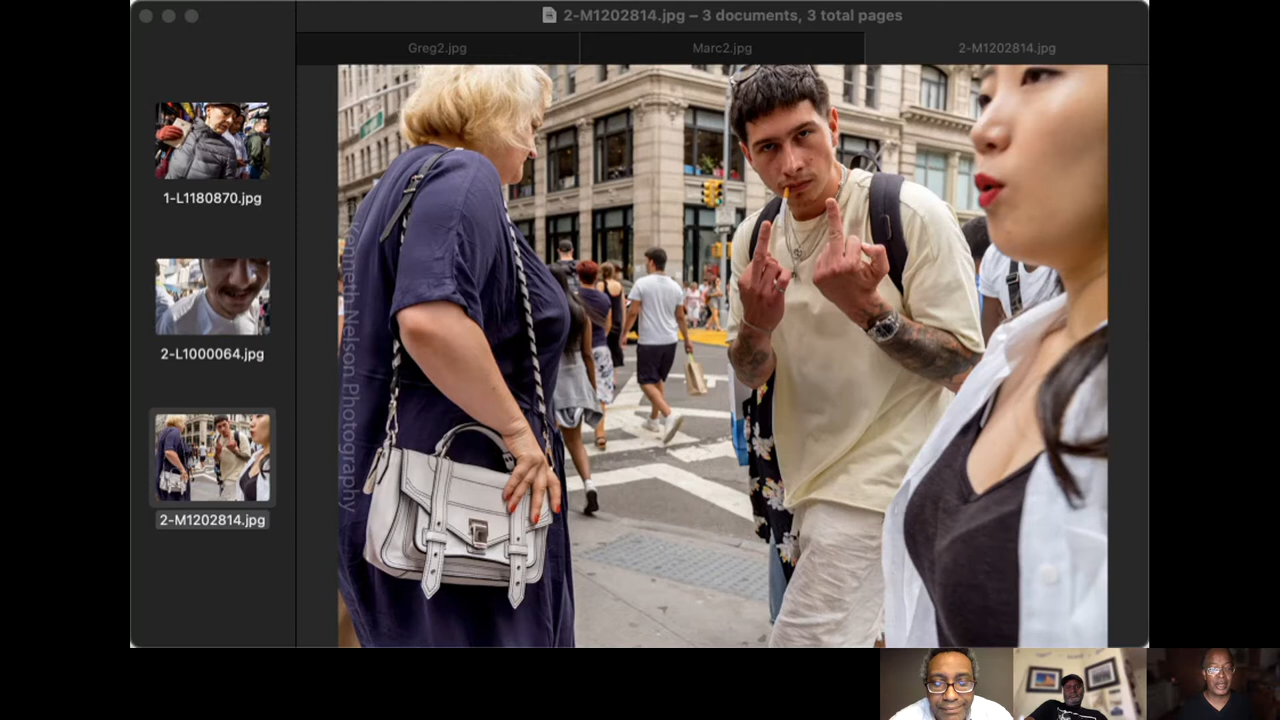 2-M1202814.jpg – 3 documents, 3 total pages
Greg2.jpg
Marc2.jpg
2-M1202814.jpg
1-L1180870.jpg
2-L1000064.jpg
2-M1202814.jpg
Kenneth Nelson Photography